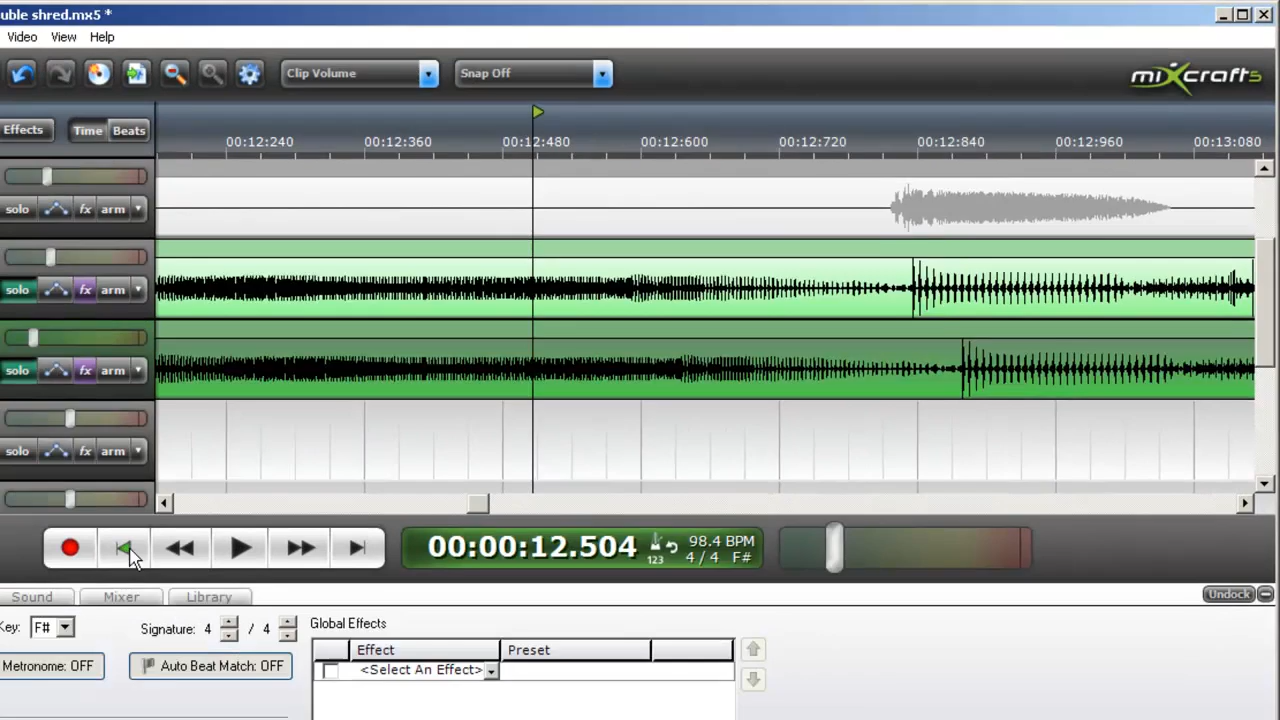 uble shred.mx5 *
Video View Help
Clip Volume Snap Off mixcraft5
Effects Time Beats
00:12:240 00:12:360 00:12:480 00:12:600 00:12:720 00:12:840 00:12:960 00:13:080
solo fx arm
solo fx arm
solo fx arm
solo fx arm
00:00:12.504 123 98.4 BPM
4 / 4 F#
Sound Mixer Library Undock
Key: F# Signature: 4 / 4 Global Effects
Effect Preset
Metronome: OFF Auto Beat Match: OFF <Select An Effect>